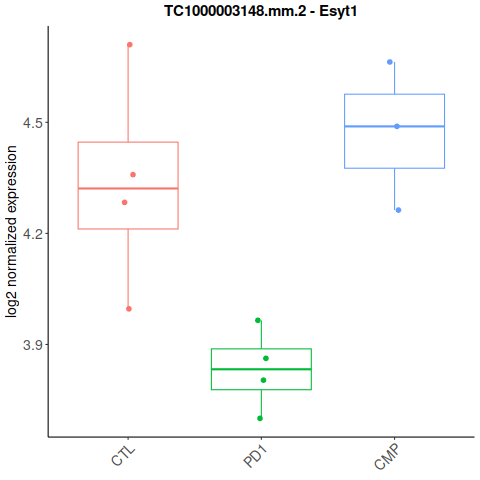 TC1000003148.mm.2 - Esyt1
log2 normalized expression
4.5
4.2
3.9
CTL
PD1
CMP